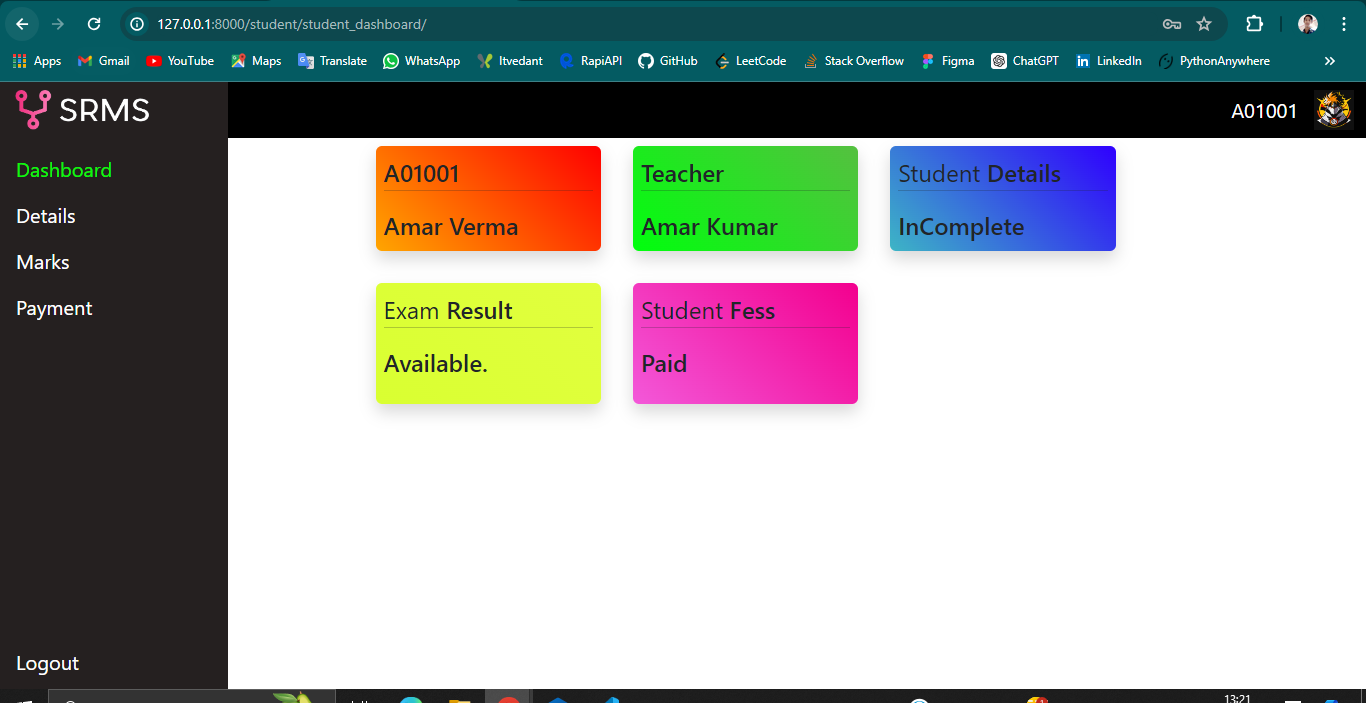 127.0.0.1:8000/student/student_dashboard/
Apps Gmail YouTube Maps Translate WhatsApp Itvedant RapiAPI GitHub LeetCode Stack Overflow Figma ChatGPT LinkedIn PythonAnywhere »
SRMS
A01001
Dashboard
Details
Marks
Payment
Logout
A01001
Amar Verma
Teacher
Amar Kumar
Student Details
InComplete
Exam Result
Available.
Student Fess
Paid
13:21